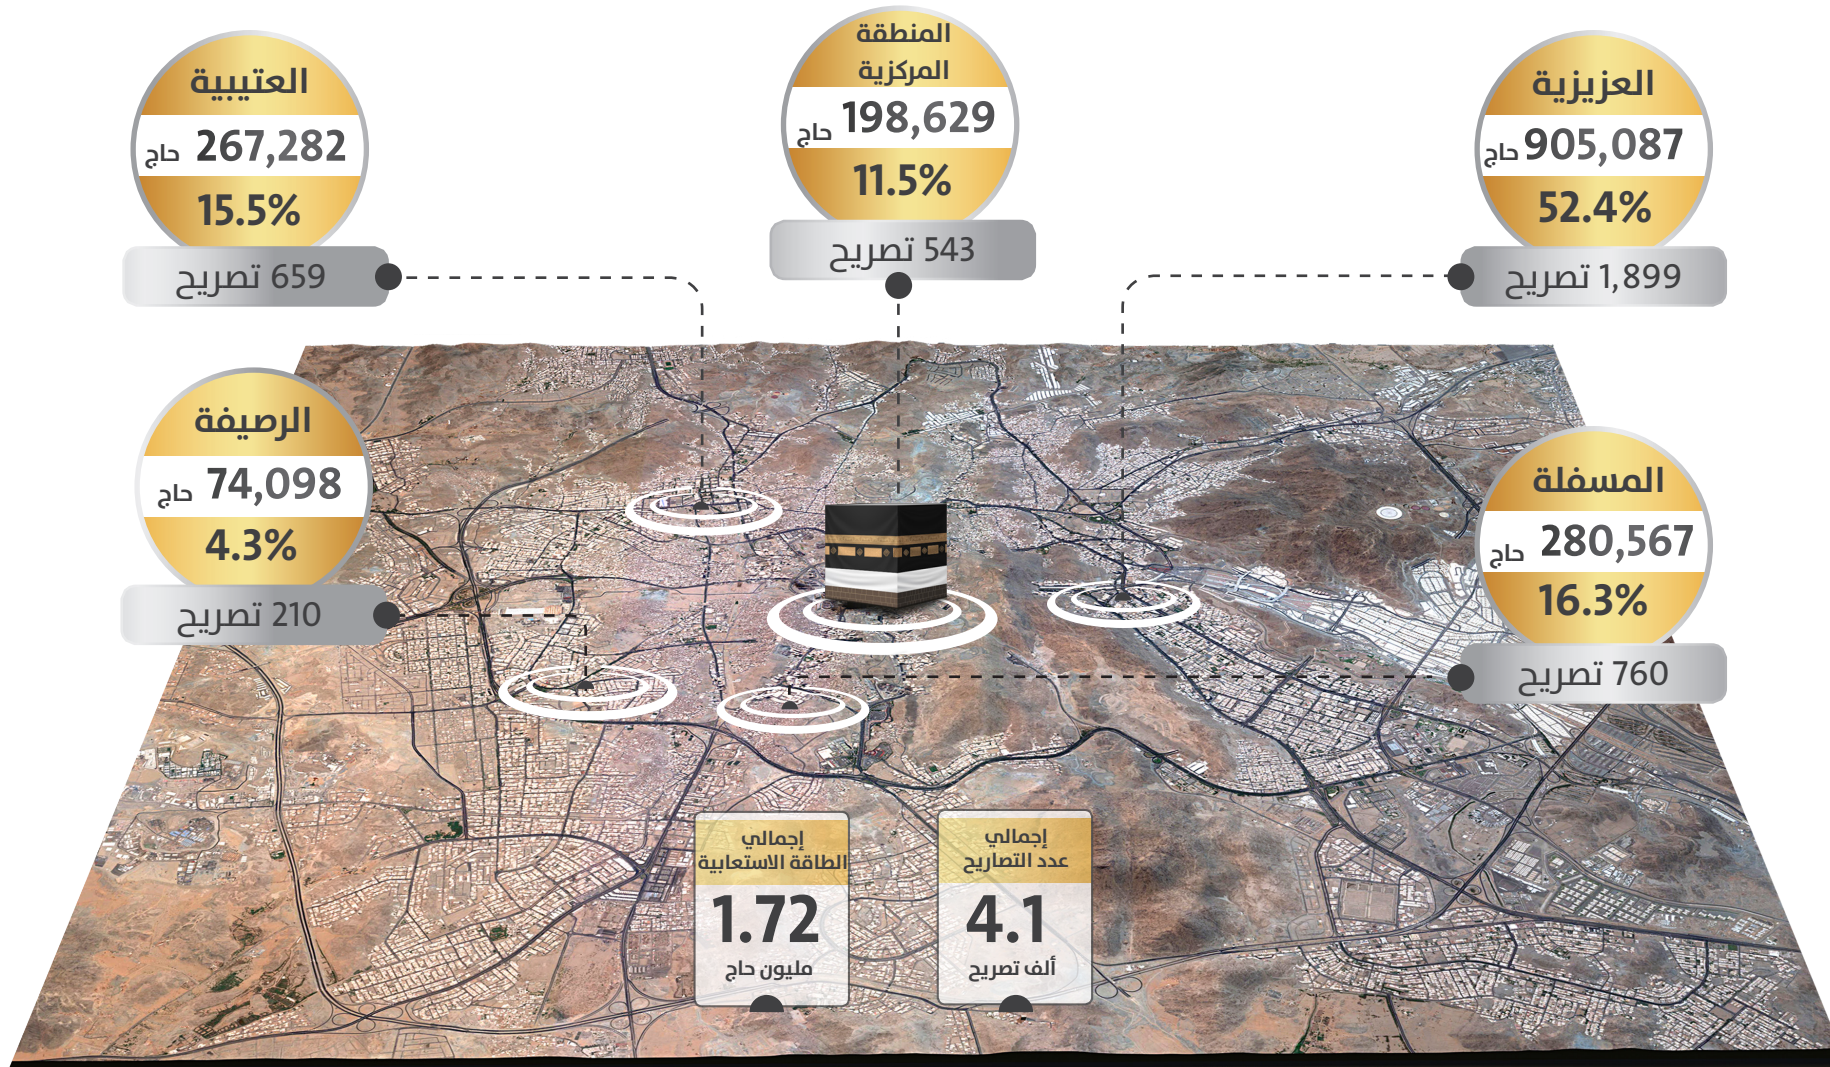 المنطقة
المركزية
198,629 حاج
11.5%
543 تصريح
العزيزية
905,087 حاج
52.4%
1,899 تصريح
العتيبية
267,282 حاج
15.5%
659 تصريح
الرصيفة
74,098 حاج
4.3%
210 تصريح
المسفلة
280,567 حاج
16.3%
760 تصريح
إجمالي
عدد التصاريح
4.1
ألف تصريح
إجمالي
الطاقة الاستعابية
1.72
مليون حاج